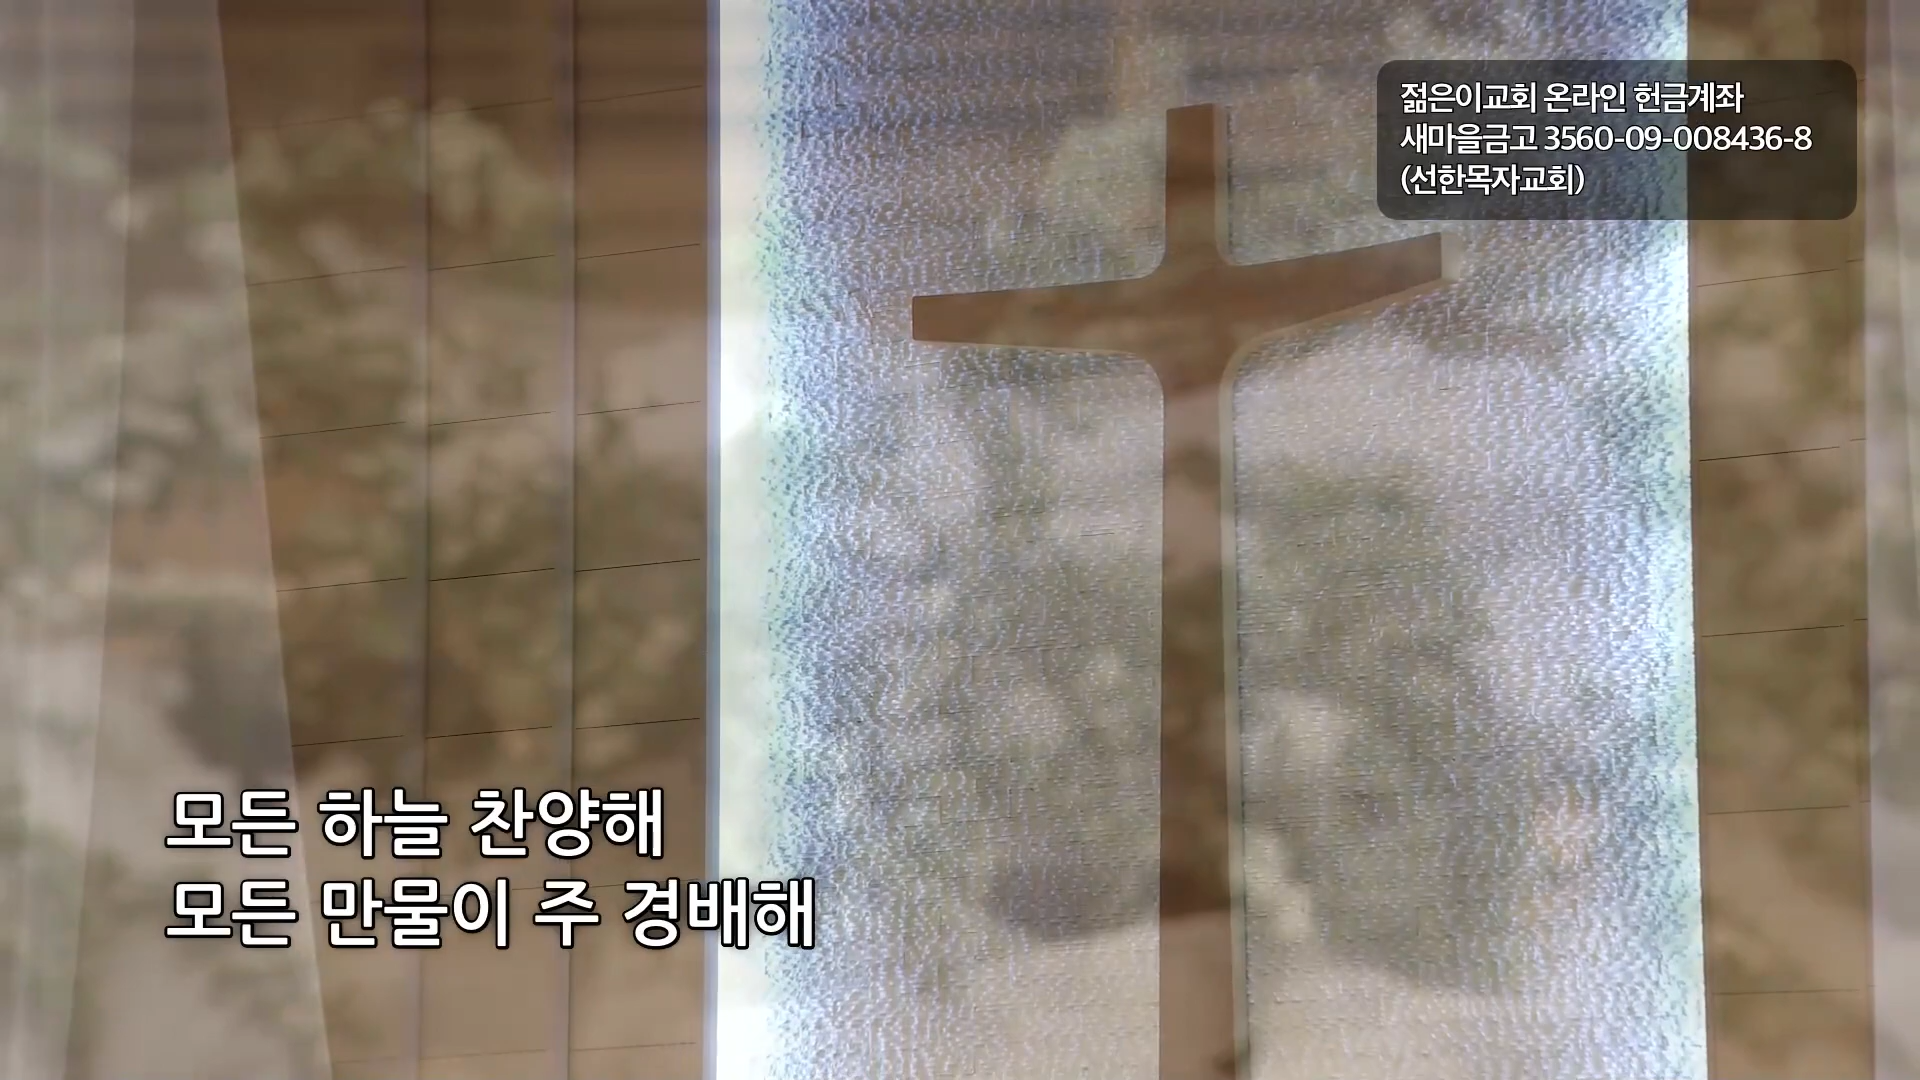 젊은이교회 온라인 헌금계좌
새마을금고 3560-09-008436-8
(선한목자교회)
모든 하늘 찬양해
모든 만물이 주 경배해